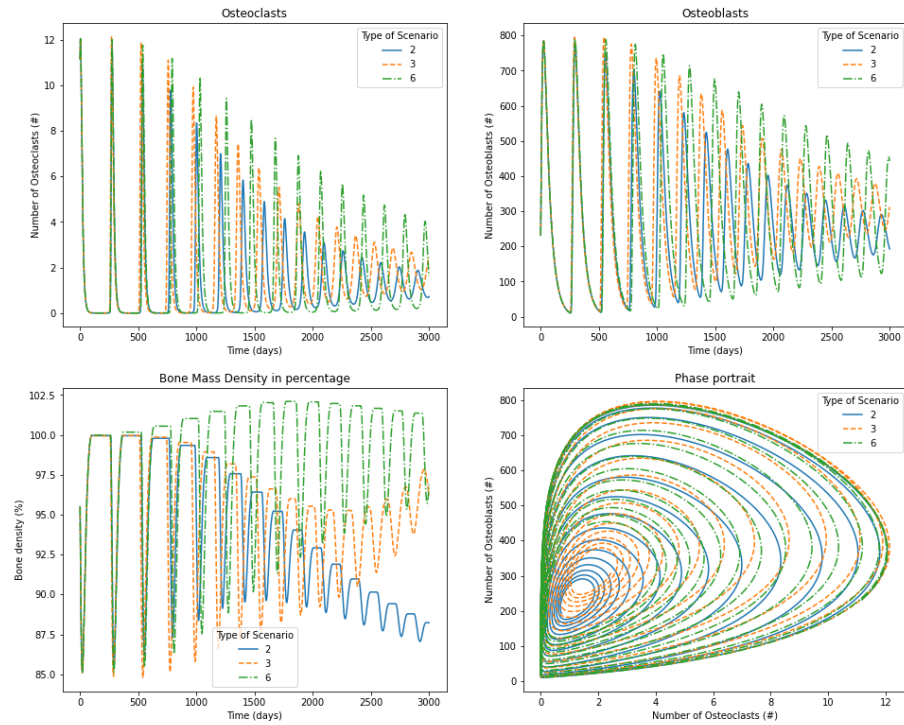 Osteoclasts
Number of Osteoclasts (#)
12
10
8
6
4
2
0
Type of Scenario
2
3
6
0 500 1000 1500 2000 2500 3000
Time (days)
Osteoblasts
Number of Osteoblasts (#)
800
700
600
500
400
300
200
100
0
Type of Scenario
2
3
6
0 500 1000 1500 2000 2500 3000
Time (days)
Bone Mass Density in percentage
Bone density (%)
102.5
100.0
97.5
95.0
92.5
90.0
87.5
85.0
Type of Scenario
2
3
6
0 500 1000 1500 2000 2500 3000
Time (days)
Phase portrait
Number of Osteoblasts (#)
800
700
600
500
400
300
200
100
0
Type of Scenario
2
3
6
0 2 4 6 8 10 12
Number of Osteoclasts (#)